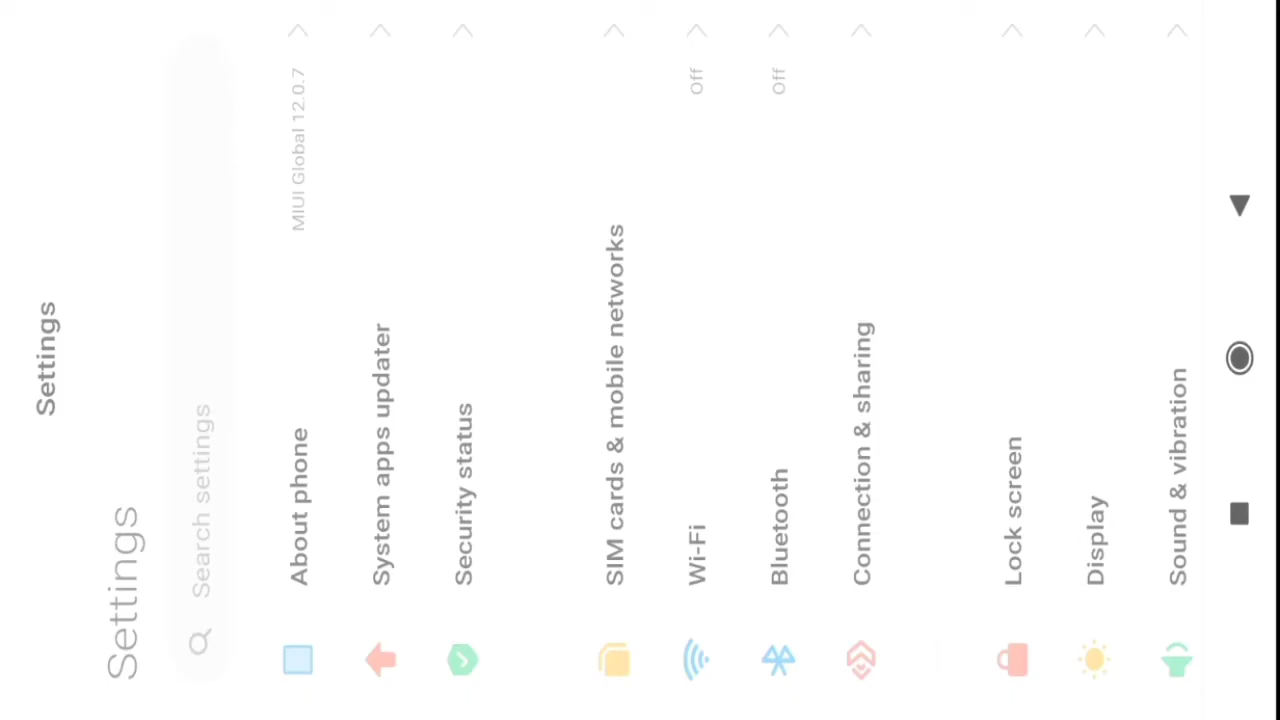 Settings
Settings
Search settings
About phone MIUI Global 12.0.7
System apps updater
Security status
SIM cards & mobile networks
Wi-Fi Off
Bluetooth Off
Connection & sharing
Lock screen
Display
Sound & vibration